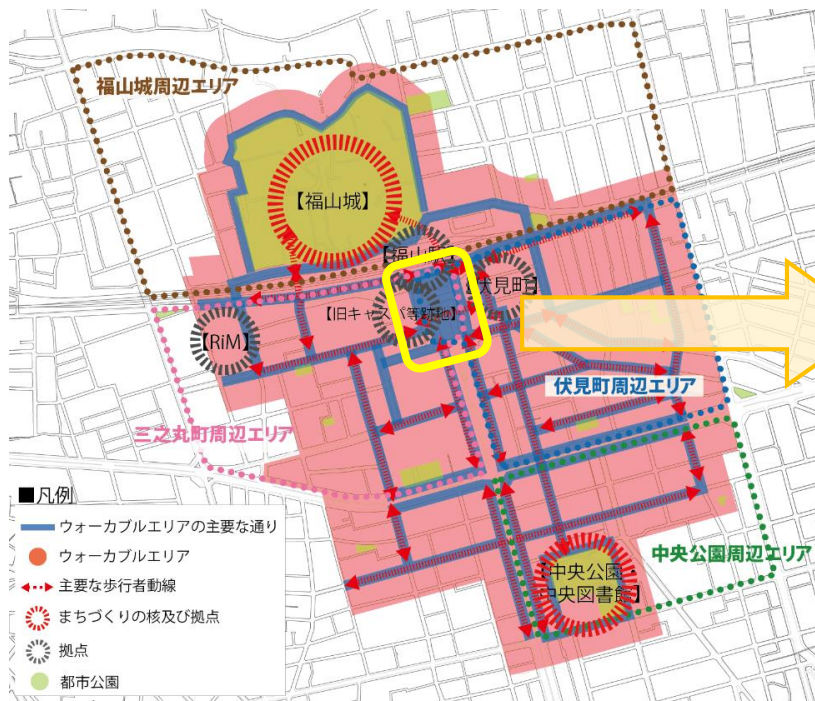 福山城周辺エリア
【福山城】
【福山駅】
【伏見町】
【旧キャスパ等跡地】
【RiM】
伏見町周辺エリア
三之丸町周辺エリア
■凡例
ウォーカブルエリアの主要な通り
ウォーカブルエリア
主要な歩行者動線
まちづくりの核及び拠点
拠点
都市公園
中央公園周辺エリア
【中央公園・
中央図書館】